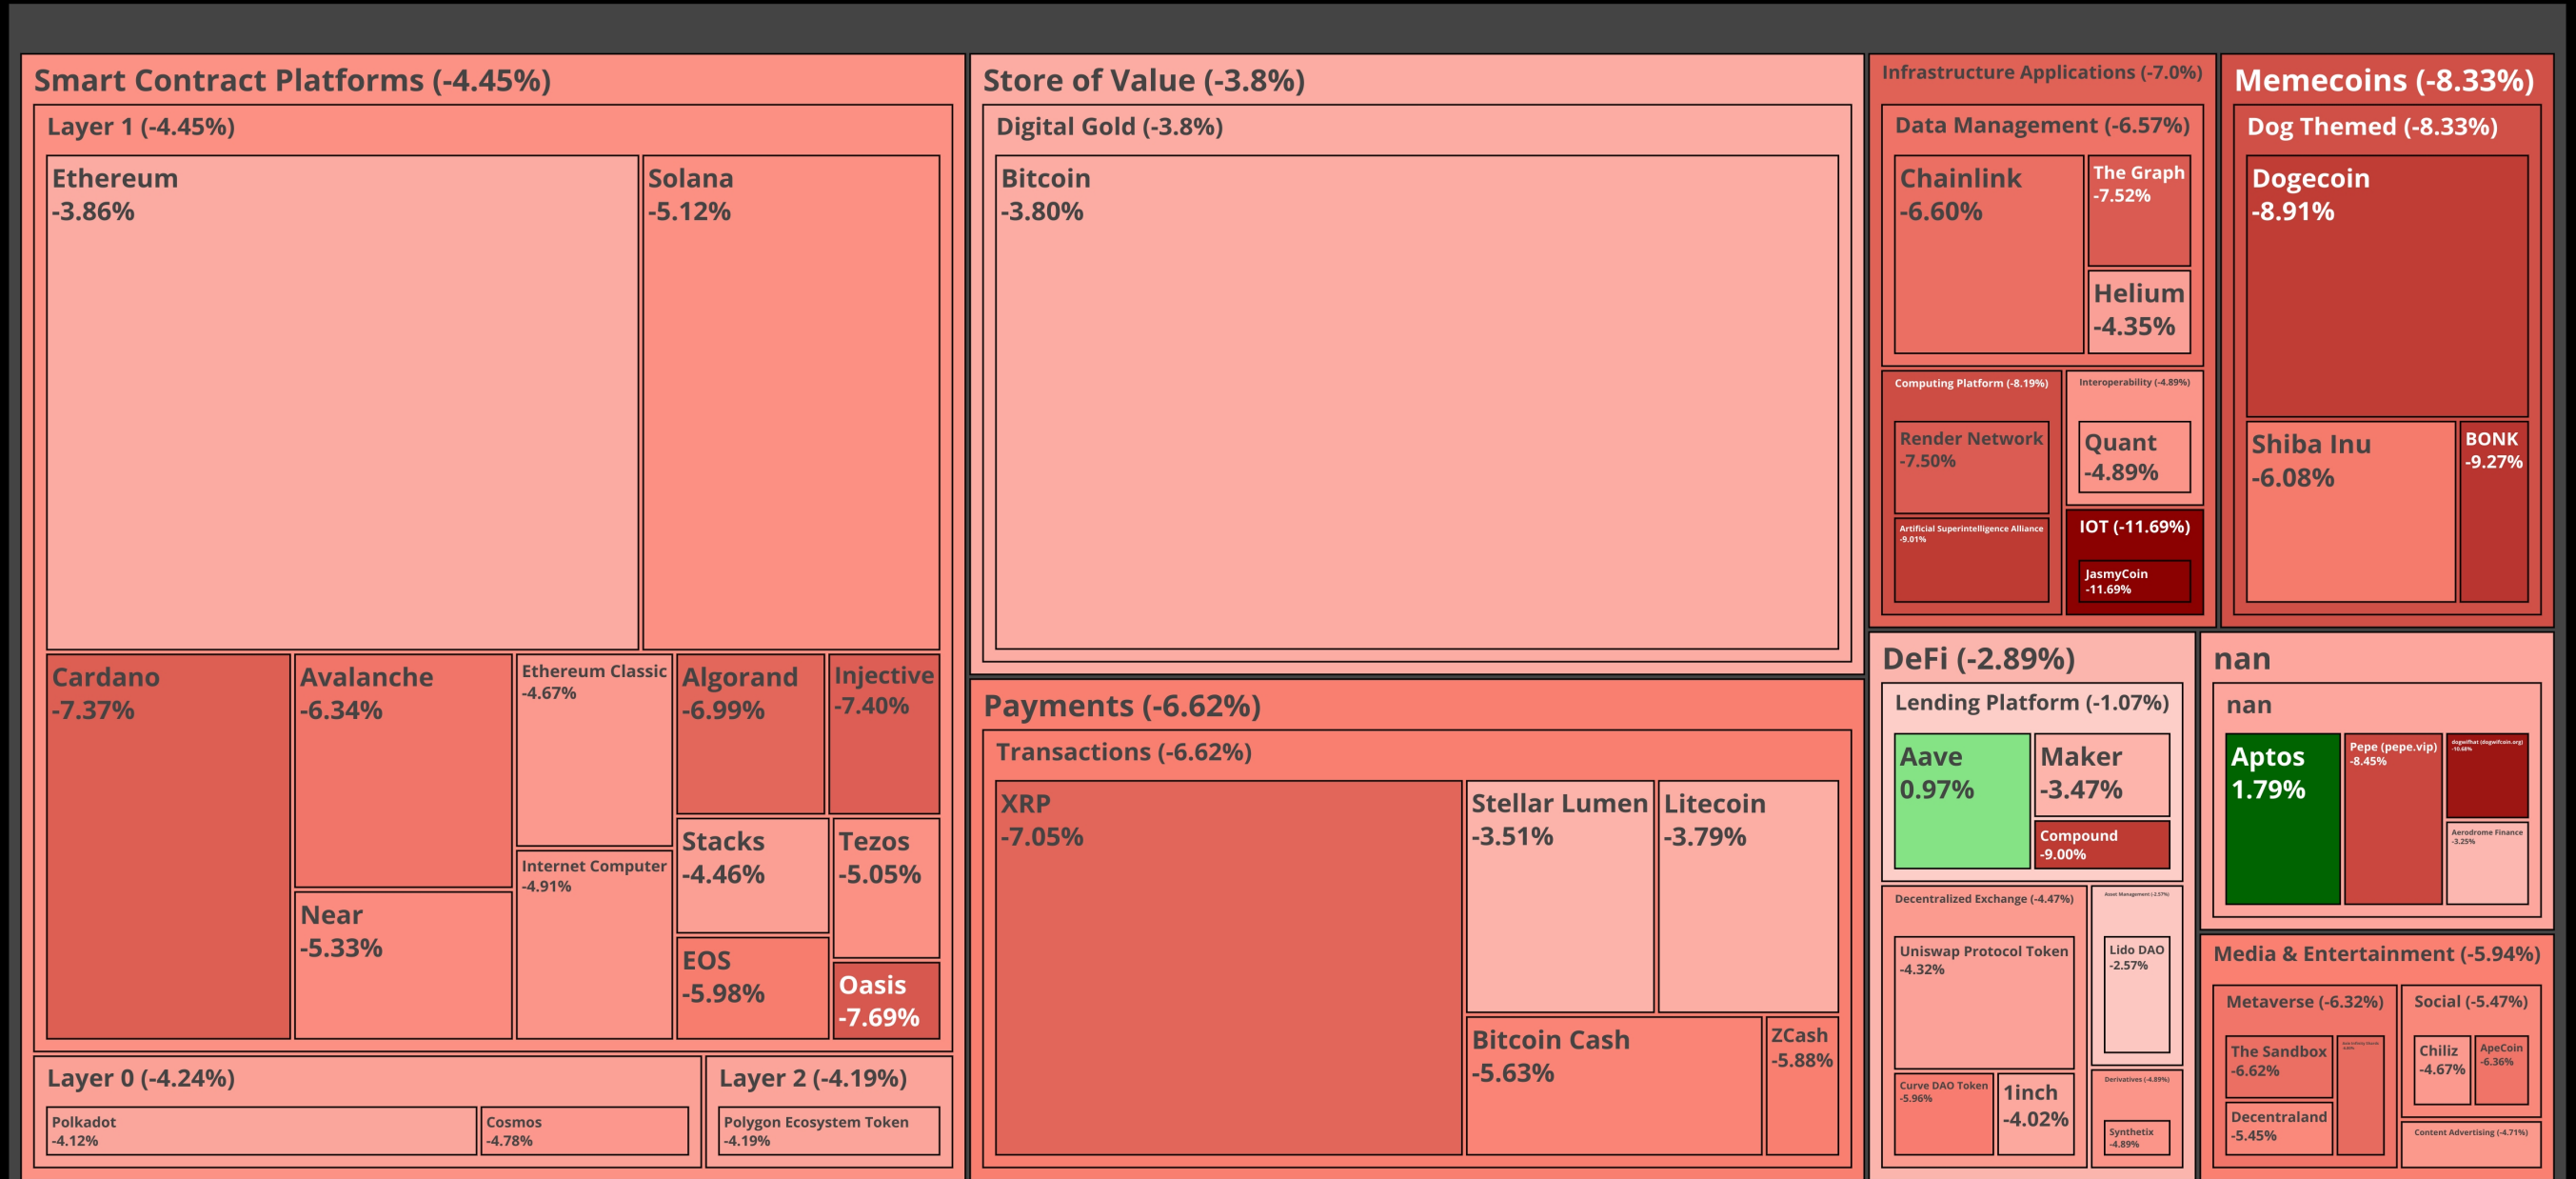 Smart Contract Platforms (-4.45%)
Layer 1 (-4.45%)
Ethereum
-3.86%
Solana
-5.12%
Cardano
-7.37%
Avalanche
-6.34%
Near
-5.33%
Ethereum Classic
-4.67%
Internet Computer
-4.91%
Algorand
-6.99%
Injective
-7.40%
Stacks
-4.46%
Tezos
-5.05%
EOS
-5.98%
Oasis
-7.69%
Layer 0 (-4.24%)
Polkadot
-4.12%
Cosmos
-4.78%
Layer 2 (-4.19%)
Polygon Ecosystem Token
-4.19%
Store of Value (-3.8%)
Digital Gold (-3.8%)
Bitcoin
-3.80%
Payments (-6.62%)
Transactions (-6.62%)
XRP
-7.05%
Stellar Lumen
-3.51%
Litecoin
-3.79%
Bitcoin Cash
-5.63%
ZCash
-5.88%
Infrastructure Applications (-7.0%)
Data Management (-6.57%)
Chainlink
-6.60%
The Graph
-7.52%
Helium
-4.35%
Computing Platform (-8.19%)
Render Network
-7.50%
Artificial Superintelligence Alliance
-9.01%
Interoperability (-4.89%)
Quant
-4.89%
IOT (-11.69%)
JasmyCoin
-11.69%
Memecoins (-8.33%)
Dog Themed (-8.33%)
Dogecoin
-8.91%
Shiba Inu
-6.08%
BONK
-9.27%
DeFi (-2.89%)
Lending Platform (-1.07%)
Aave
0.97%
Maker
-3.47%
Compound
-9.00%
Decentralized Exchange (-4.47%)
Uniswap Protocol Token
-4.32%
Curve DAO Token
-5.96%
1inch
-4.02%
Asset Management (-2.57%)
Lido DAO
-2.57%
Derivatives (-4.89%)
Synthetix
-4.89%
nan
nan
Aptos
1.79%
Pepe (pepe.vip)
-8.45%
dogwifhat (dogwifcoin.org)
-10.68%
Aerodrome Finance
-3.25%
Media & Entertainment (-5.94%)
Metaverse (-6.32%)
The Sandbox
-6.62%
Decentraland
-5.45%
Social (-5.47%)
Chiliz
-4.67%
ApeCoin
-6.36%
Content Advertising (-4.71%)